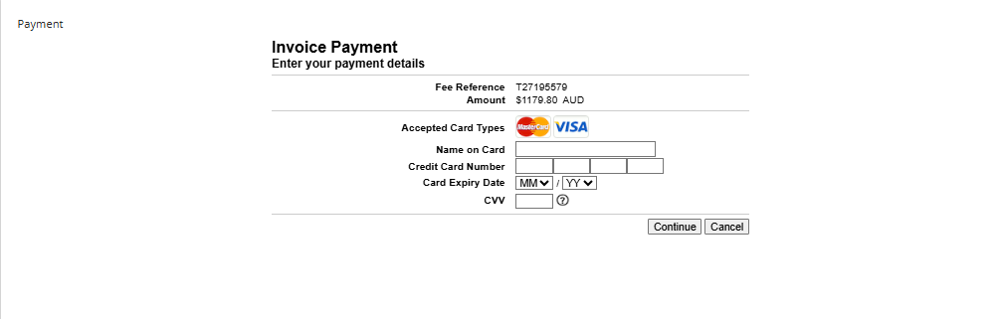 Payment
Invoice Payment
Enter your payment details
Fee Reference T27195579
Amount $1179.80 AUD
Accepted Card Types MasterCard VISA
Name on Card
Credit Card Number
Card Expiry Date MM / YY
CVV ?
Continue Cancel